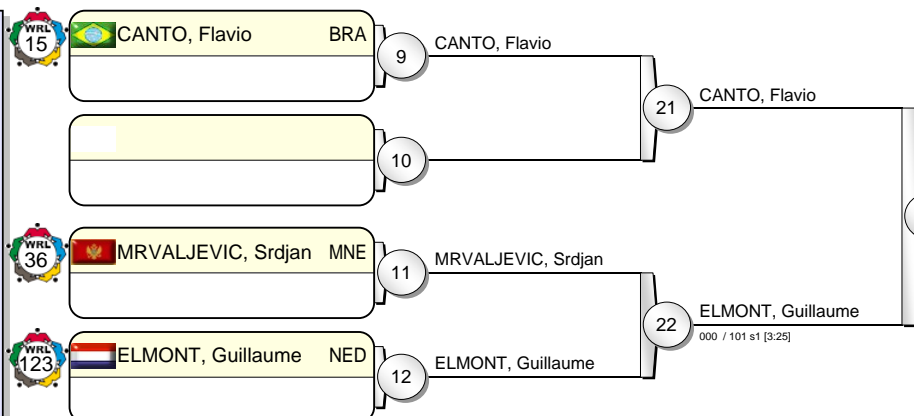 WRL
15
CANTO, Flavio BRA
9
CANTO, Flavio
21
CANTO, Flavio
10
WRL
36
MRVALJEVIC, Srdjan MNE
11
MRVALJEVIC, Srdjan
22
ELMONT, Guillaume
000 / 101 s1 [3:25]
WRL
123
ELMONT, Guillaume NED
12
ELMONT, Guillaume